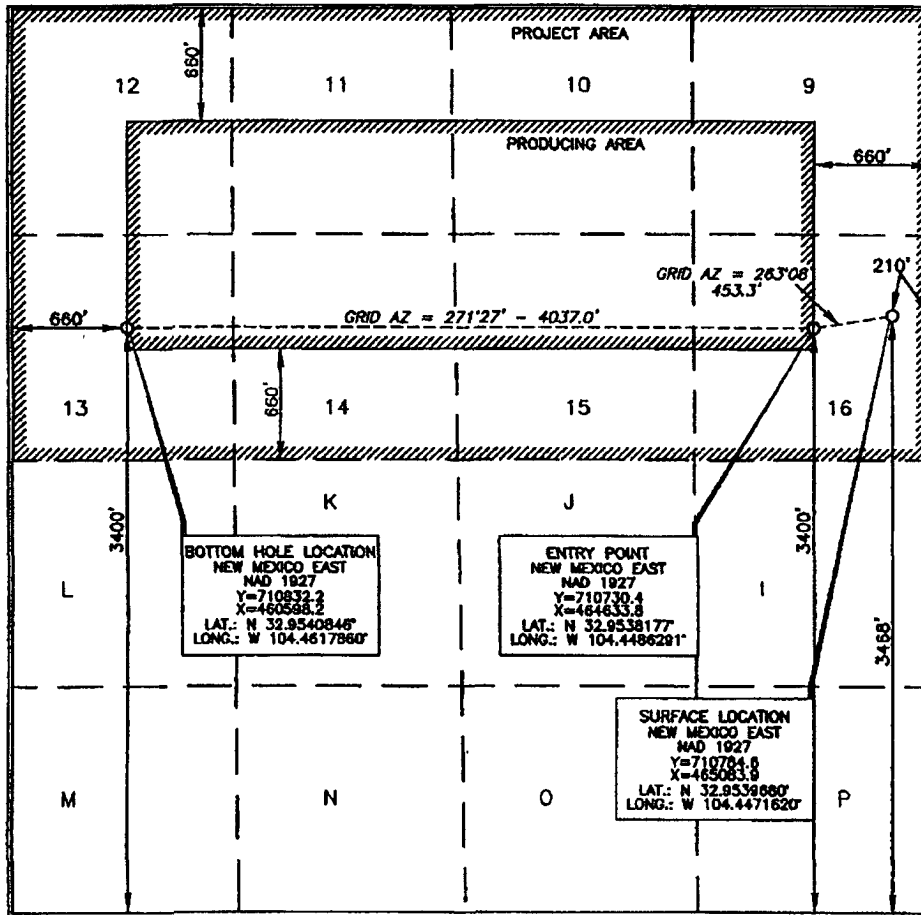 PROJECT AREA
660'
12
11
10
9
PRODUCING AREA
660'
GRID AZ = 263'08
453.3'
210'
660'
GRID AZ = 271'27' - 4037.0'
13
660'
14
15
16
3400'
K
J
3400'
3468'
BOTTOM HOLE LOCATION
NEW MEXICO EAST
NAD 1927
Y=710832.2
X=460598.2
LAT.: N 32.9540846°
LONG.: W 104.4617860°
ENTRY POINT
NEW MEXICO EAST
NAD 1927
Y=710730.4
X=464633.8
LAT.: N 32.9538177°
LONG.: W 104.4486291°
L
I
SURFACE LOCATION
NEW MEXICO EAST
NAD 1927
Y=710784.6
X=465083.9
LAT.: N 32.9539680°
LONG.: W 104.4471620°
M
N
O
P